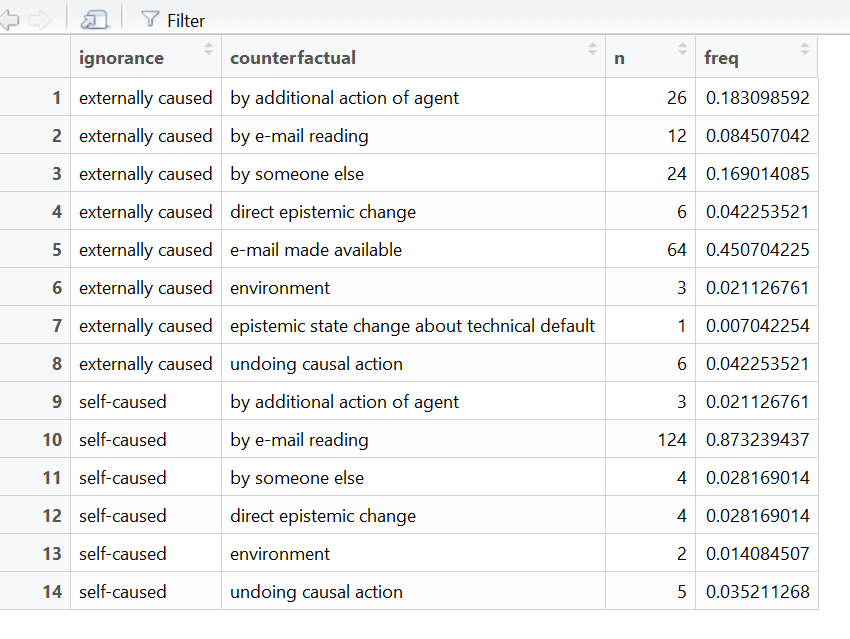 Filter
ignorance counterfactual n freq
1 externally caused by additional action of agent 26 0.183098592
2 externally caused by e-mail reading 12 0.084507042
3 externally caused by someone else 24 0.169014085
4 externally caused direct epistemic change 6 0.042253521
5 externally caused e-mail made available 64 0.450704225
6 externally caused environment 3 0.021126761
7 externally caused epistemic state change about technical default 1 0.007042254
8 externally caused undoing causal action 6 0.042253521
9 self-caused by additional action of agent 3 0.021126761
10 self-caused by e-mail reading 124 0.873239437
11 self-caused by someone else 4 0.028169014
12 self-caused direct epistemic change 4 0.028169014
13 self-caused environment 2 0.014084507
14 self-caused undoing causal action 5 0.035211268